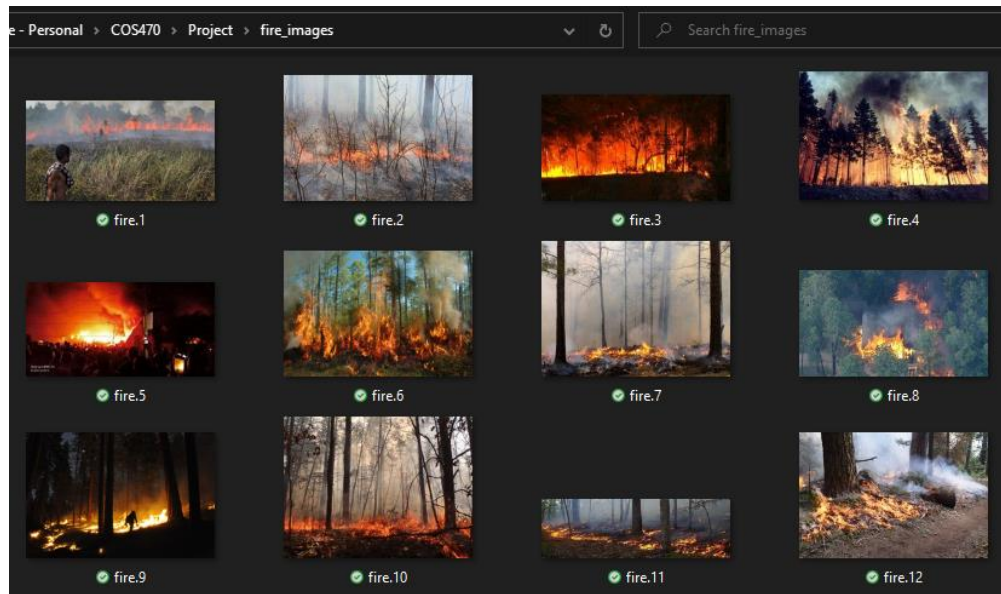 e - Personal > COS470 > Project > fire_images
Search fire_images
fire.1
fire.2
fire.3
fire.4
fire.5
fire.6
fire.7
fire.8
fire.9
fire.10
fire.11
fire.12